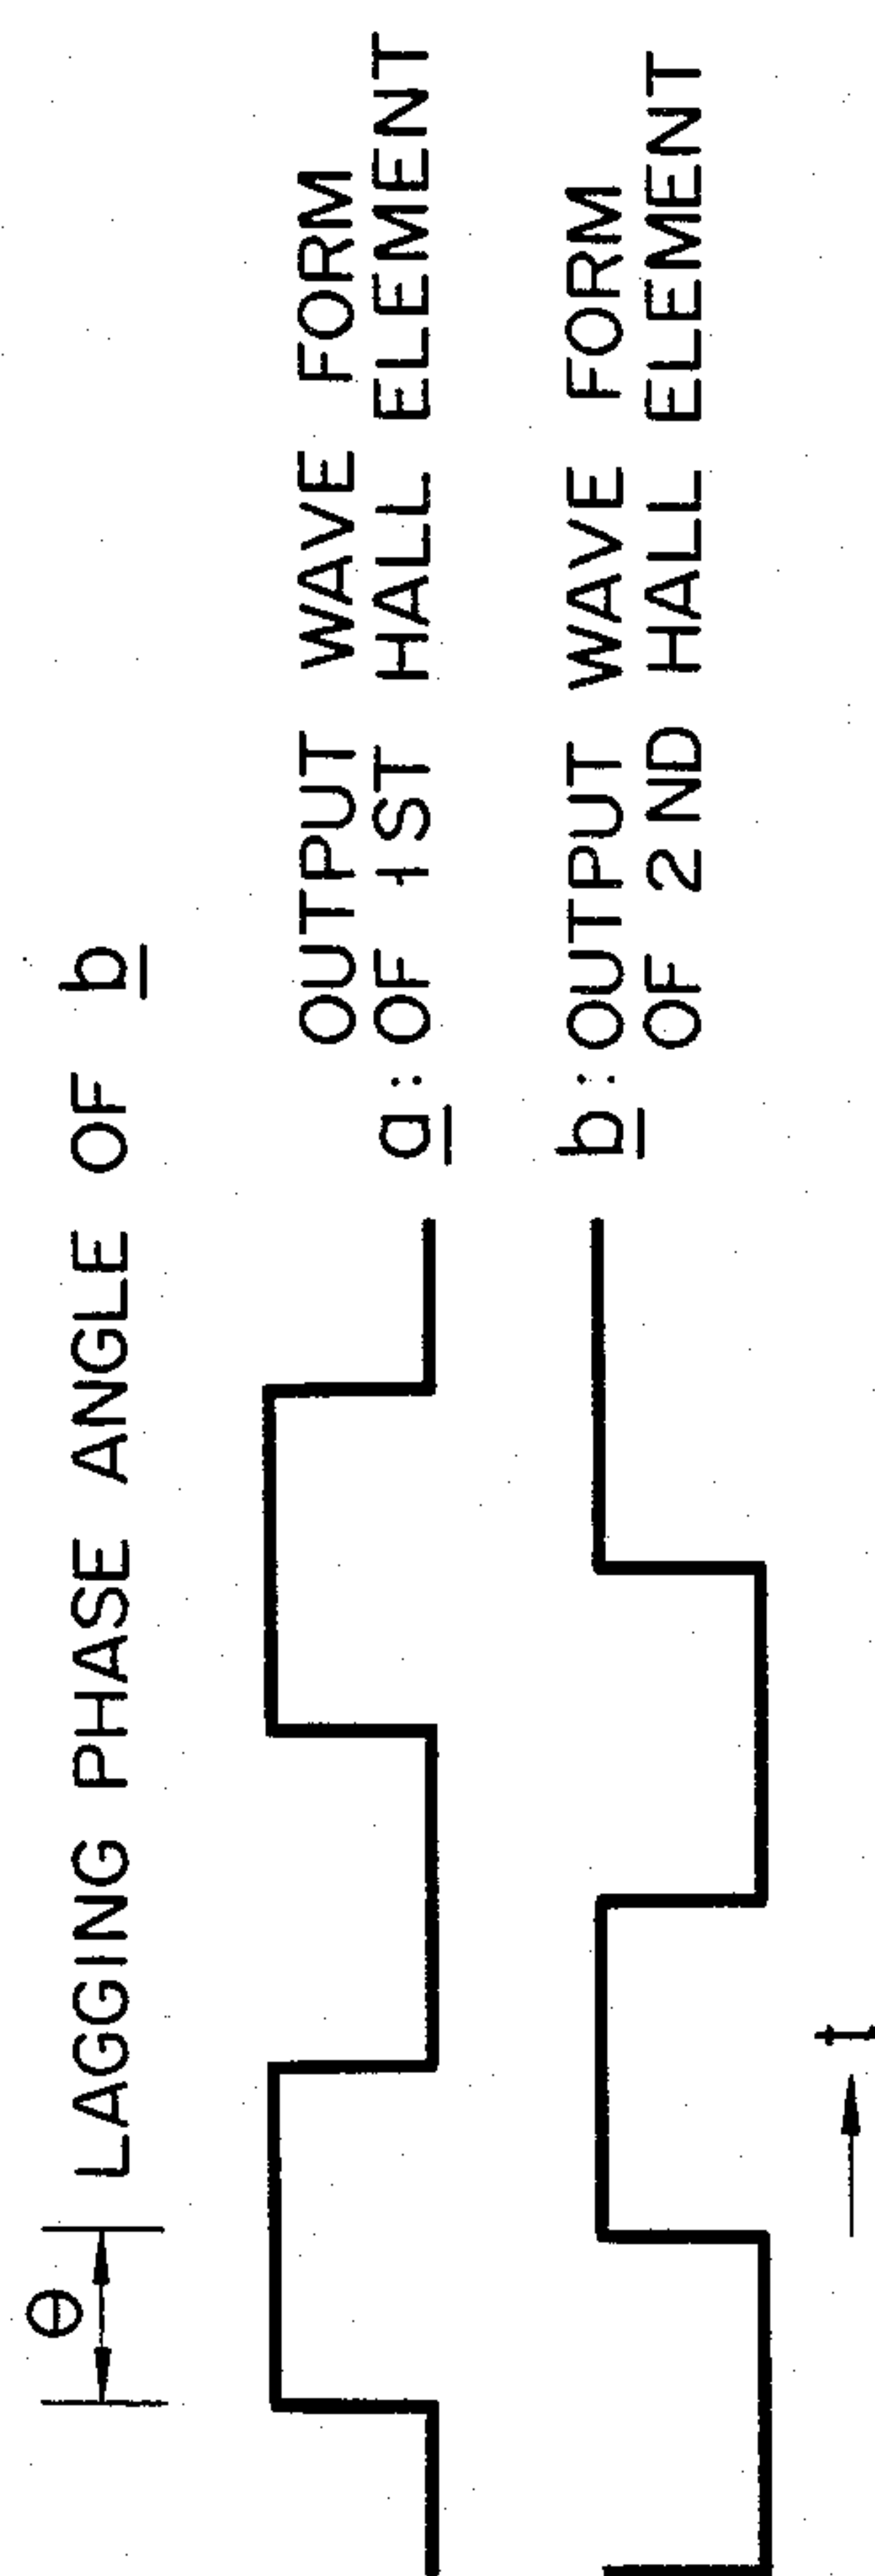 θ
LAGGING PHASE ANGLE OF b
OUTPUT WAVE FORM
a: OF 1ST HALL ELEMENT
b: OUTPUT WAVE FORM
OF 2ND HALL ELEMENT
t